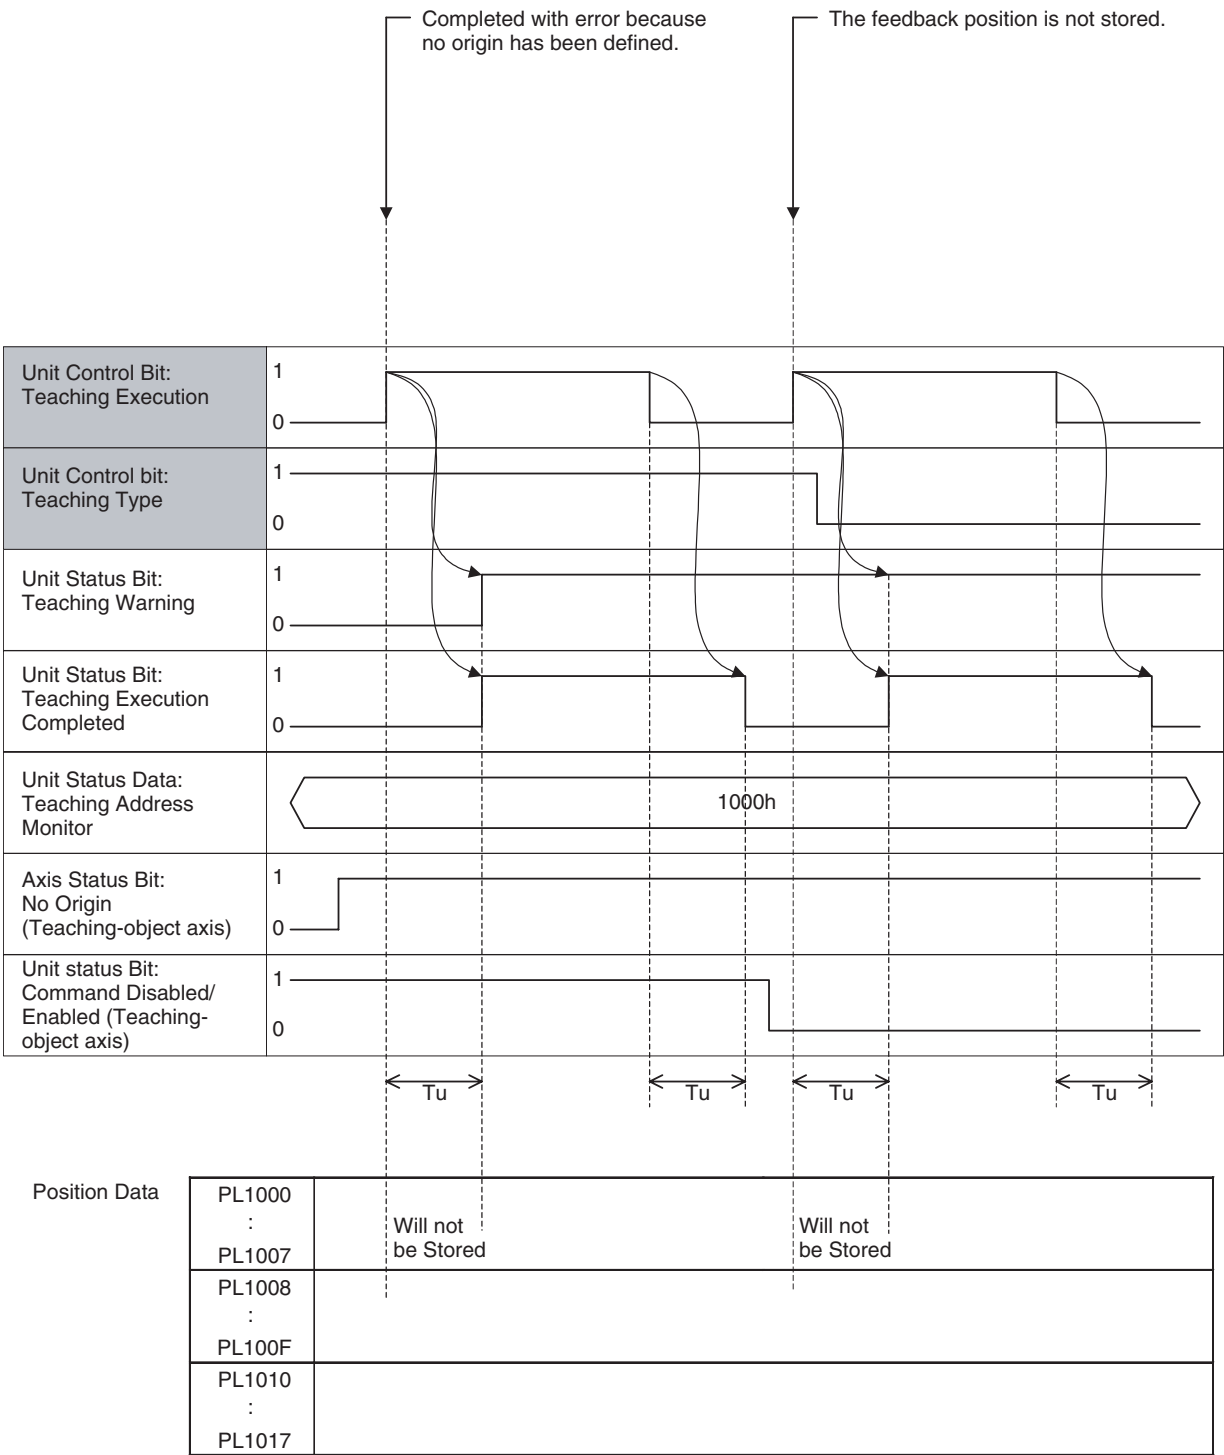 Completed with error because
no origin has been defined.
The feedback position is not stored.
Unit Control Bit:
Teaching Execution
1
0
Unit Control bit:
Teaching Type
1
0
Unit Status Bit:
Teaching Warning
1
0
Unit Status Bit:
Teaching Execution
Completed
1
0
Unit Status Data:
Teaching Address
Monitor
1000h
Axis Status Bit:
No Origin
(Teaching-object axis)
1
0
Unit status Bit:
Command Disabled/
Enabled (Teaching-
object axis)
1
0
Tu
Tu
Tu
Tu
Position Data
PL1000
:
PL1007
Will not
be Stored
Will not
be Stored
PL1008
:
PL100F
PL1010
:
PL1017